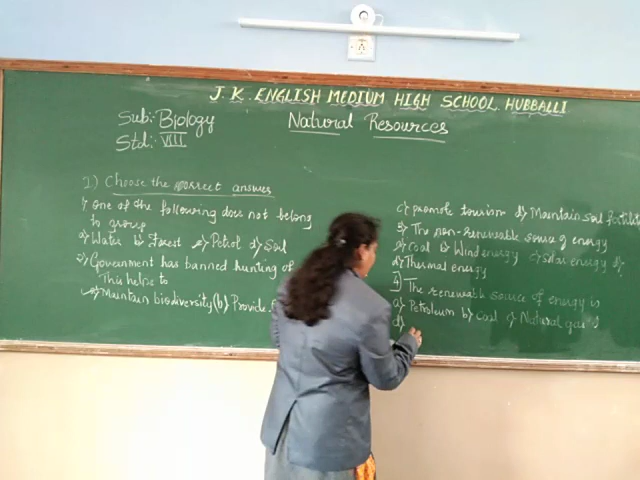 J. K. ENGLISH MEDIUM HIGH SCHOOL HUBBALLI
Sub:- Biology
Natural Resources
Std:- VIII
1) Choose the correct answer
1) One of the following does not belong
to group
a) Water b) Forest c) Petrol d) Soil
2) Government has banned hunting of
This helps to
a) Maintain biodiversity (b) Provide
c) promote tourism d) Maintain soil fertilit
3) The non-renewable source of energy
a) coal b) Wind energy c) solar energy d)
d) Thermal energy
4) The renewable source of energy is
a) Petroleum b) Coal c) Natural gas
d)